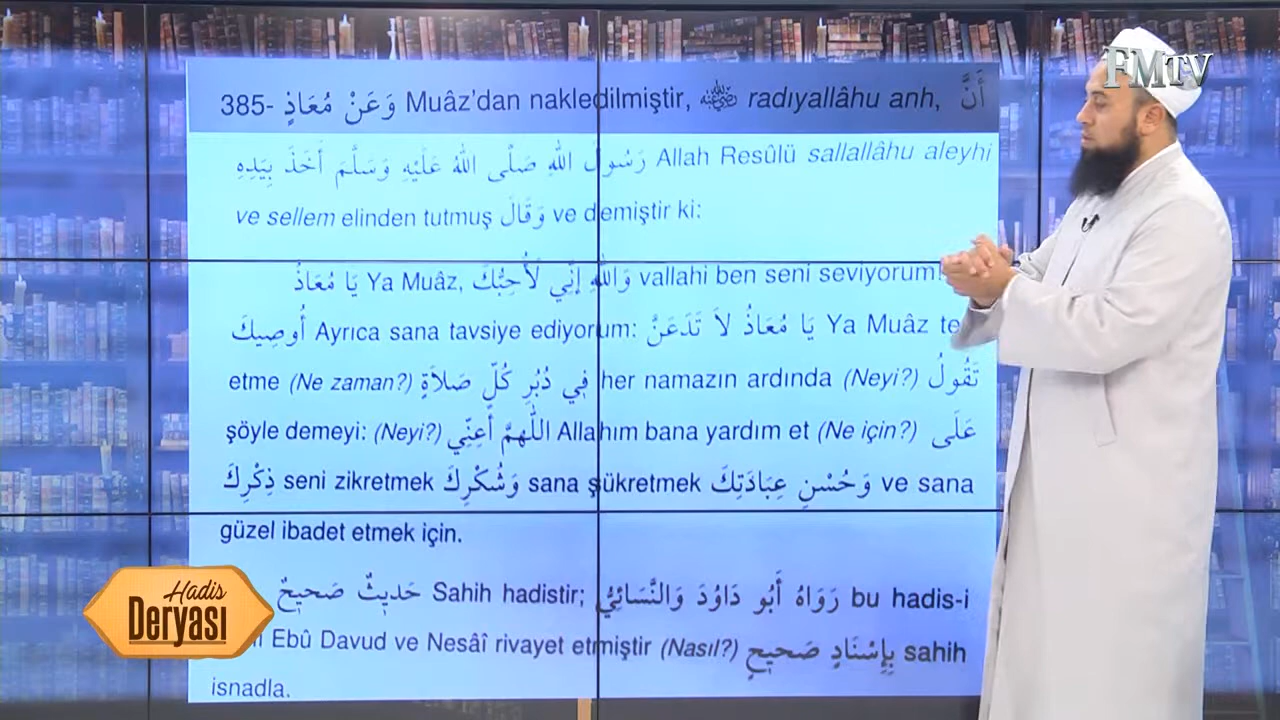 FMTV
385- وَعَنْ مُعَاذٍ Muâz'dan nakledilmiştir, radıyallâhu anh, أَنَّ
رَسُولَ اللهِ صَلَّى اللهُ عَلَيْهِ وَسَلَّمَ أَخَذَ بِيَدِهِ Allah Resûlü sallallâhu aleyhi
ve sellem elinden tutmuş وَقَالَ ve demiştir ki:
يَا مُعَاذُ Ya Muâz, وَاللهِ إِنِّي لَأُحِبُّكَ vallahi ben seni seviyorum!
أُوصِيكَ Ayrıca sana tavsiye ediyorum: يَا مُعَاذُ لاَ تَدَعَنَّ Ya Muâz te
etme (Ne zaman?) فِي دُبُرِ كُلِّ صَلاَةٍ her namazın ardında (Neyi?) تَقُولُ
şöyle demeyi: (Neyi?) اللّٰهُمَّ أَعِنِّي Allahım bana yardım et (Ne için?) عَلَى
ذِكْرِكَ seni zikretmek وَشُكْرِكَ sana şükretmek وَحُسْنِ عِبَادَتِكَ ve sana
güzel ibadet etmek için.
حَدِيثٌ صَحِيحٌ Sahih hadistir; رَوَاهُ أَبُو دَاوُدَ وَالنَّسَائِيُّ bu hadis-i
Ebû Davud ve Nesâî rivayet etmiştir (Nasıl?) بِإِسْنَادٍ صَحِيحٍ sahih
isnadla.
Hadis
Deryası